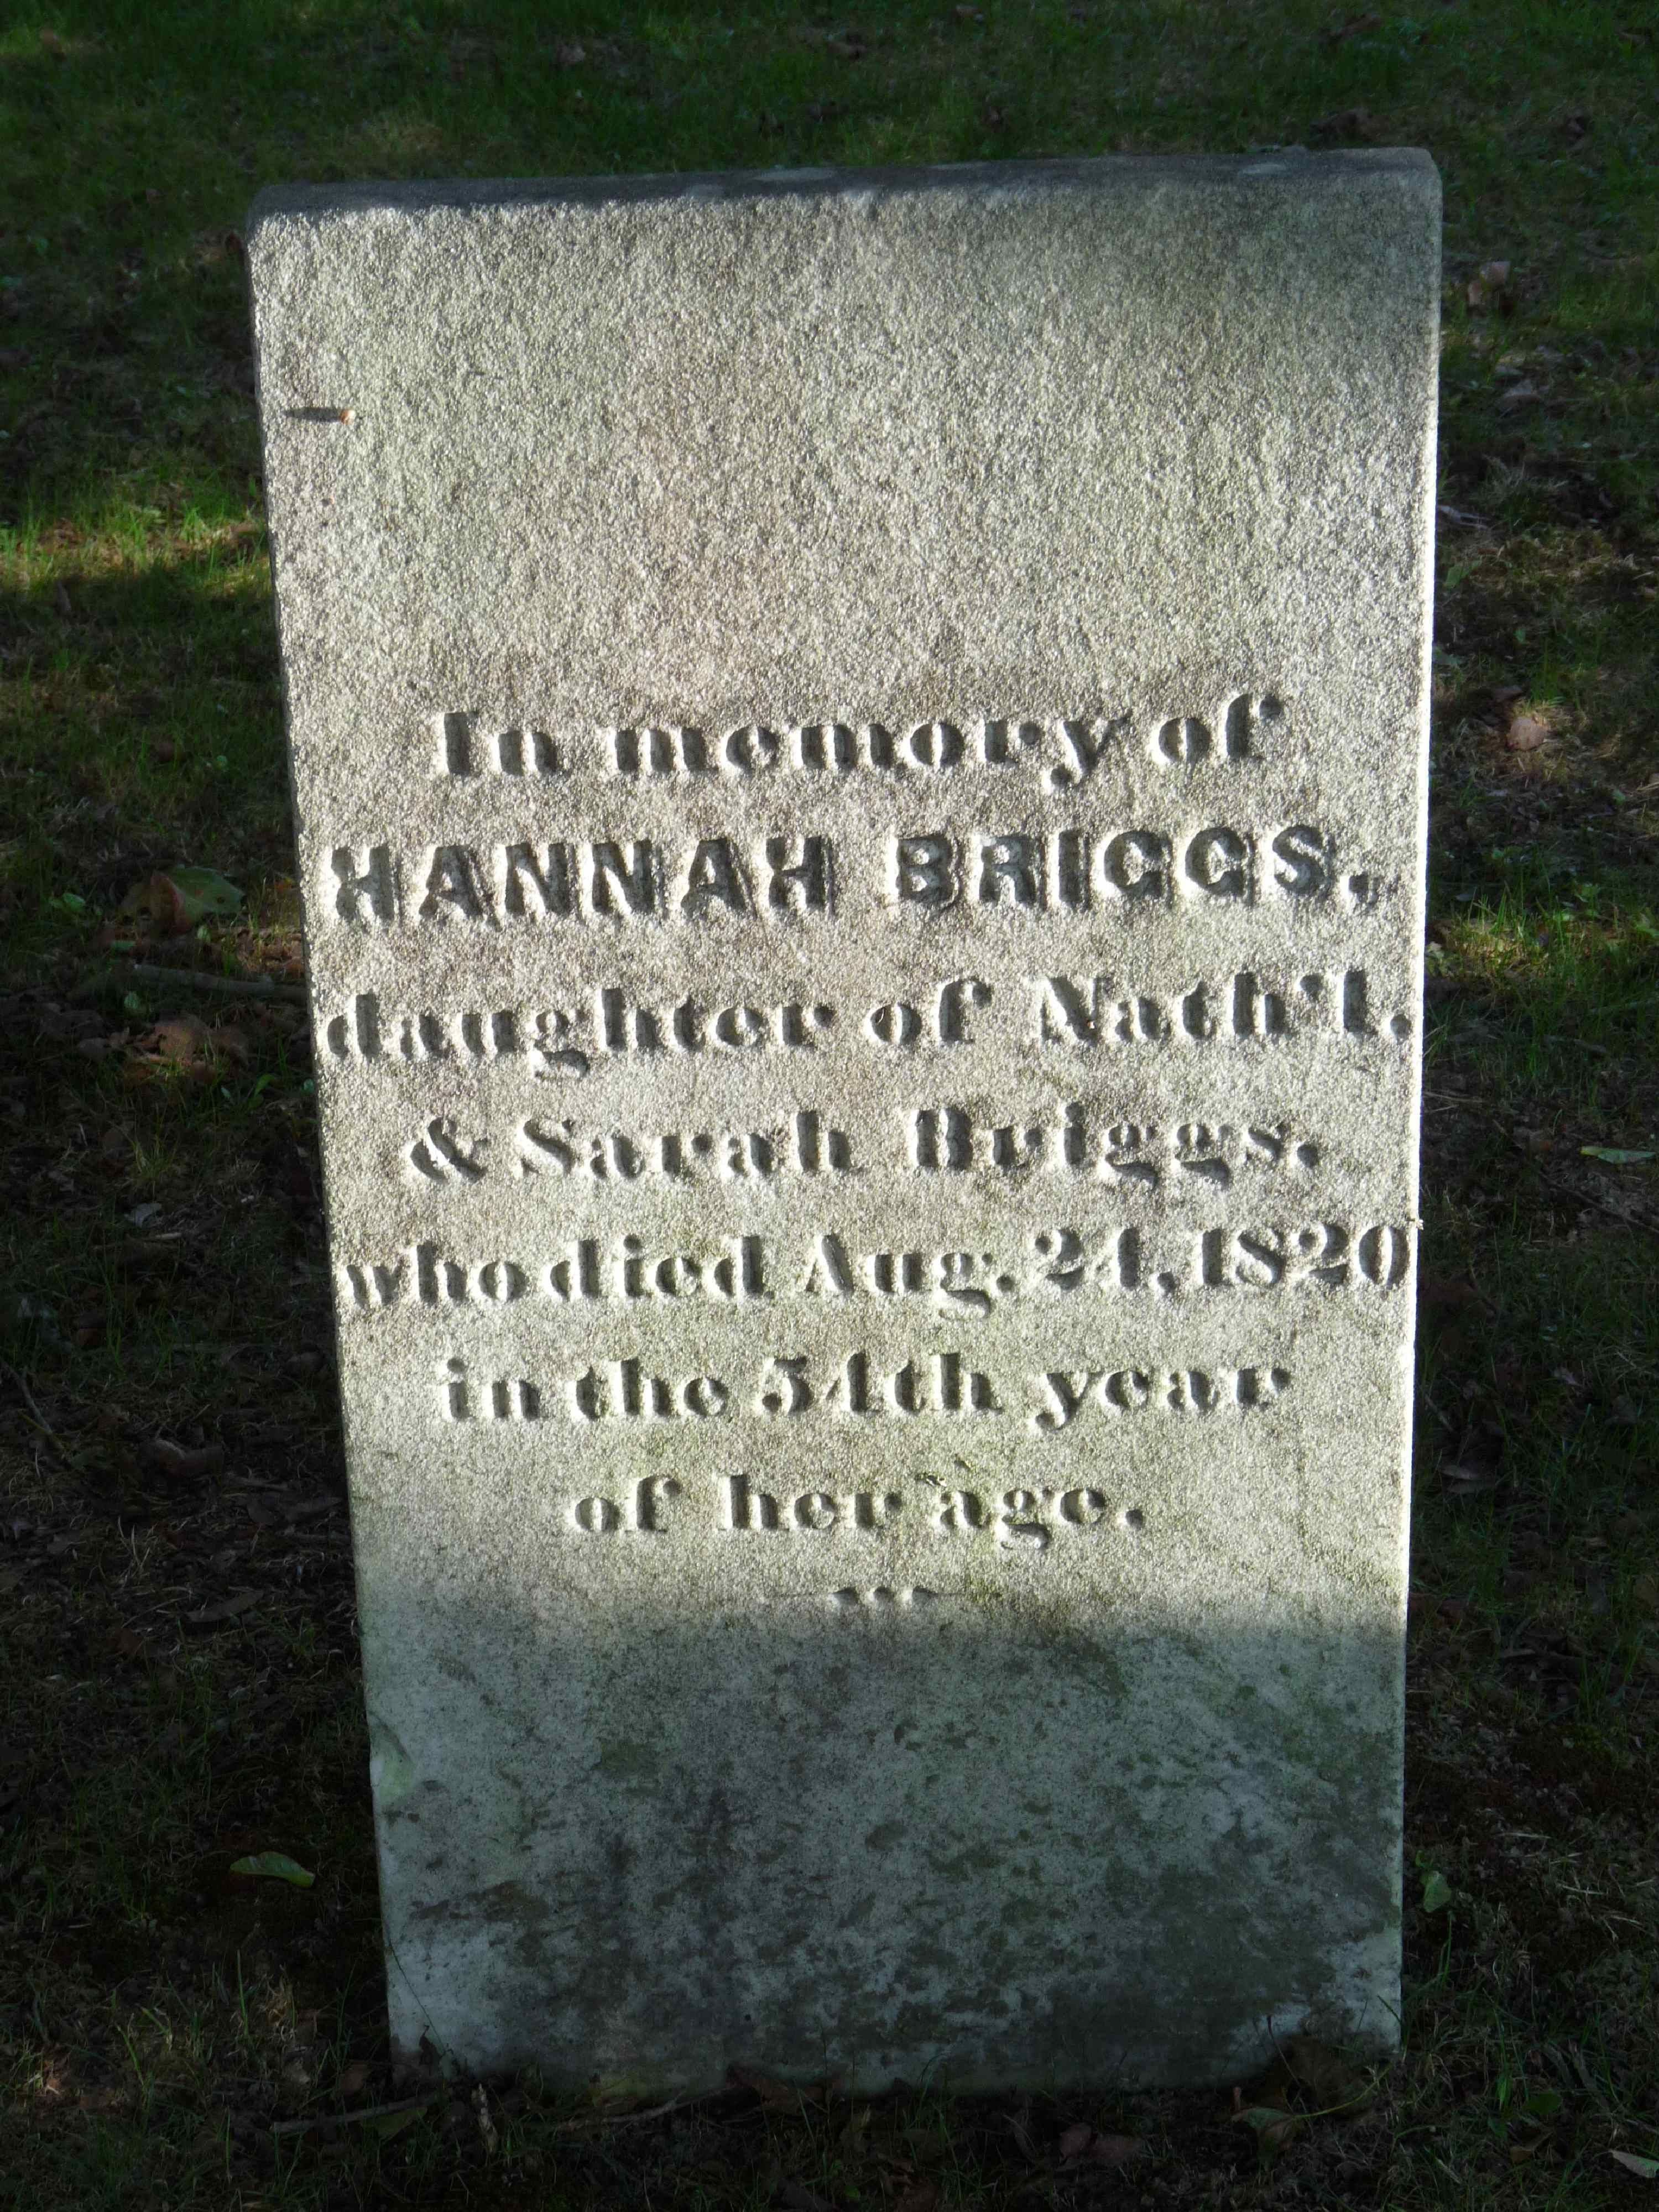 In memory of
HANNAH BRIGGS,
daughter of Nath'l.
& Sarah Briggs,
who died Aug. 24, 1820
in the 54th year
of her age.